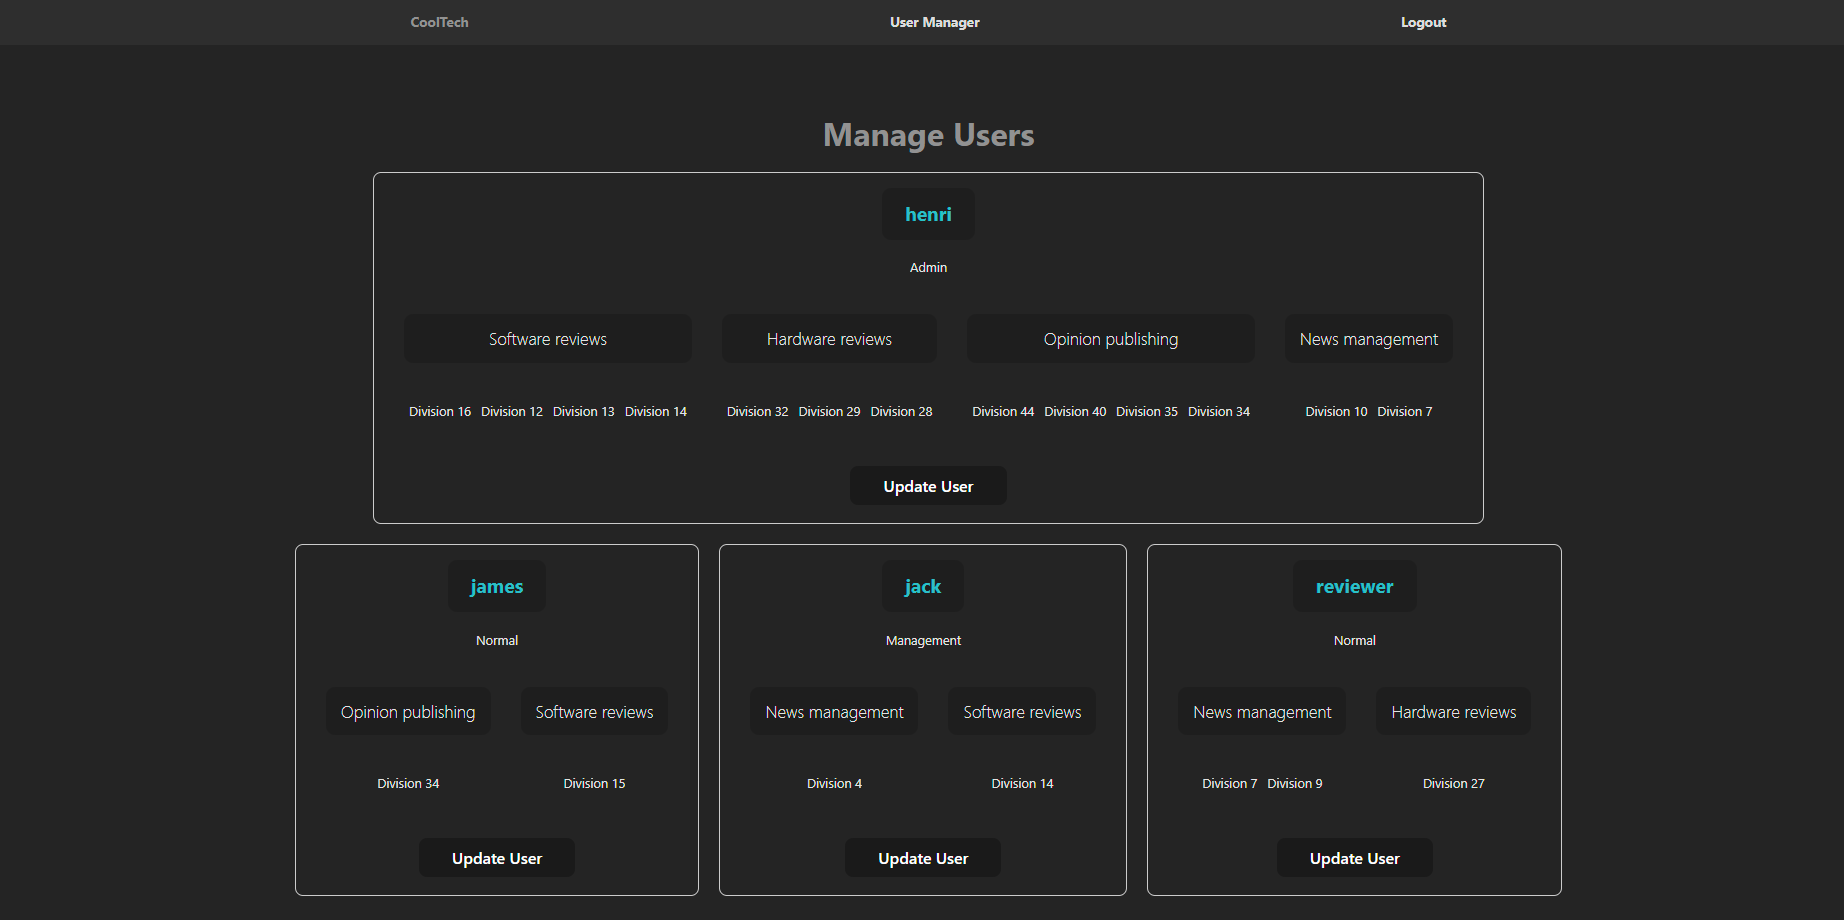 CoolTech User Manager Logout
Manage Users
henri
Admin
Software reviews Hardware reviews Opinion publishing News management
Division 16 Division 12 Division 13 Division 14 Division 32 Division 29 Division 28 Division 44 Division 40 Division 35 Division 34 Division 10 Division 7
Update User
james
Normal
Opinion publishing Software reviews
Division 34 Division 15
Update User
jack
Management
News management Software reviews
Division 4 Division 14
Update User
reviewer
Normal
News management Hardware reviews
Division 7 Division 9 Division 27
Update User